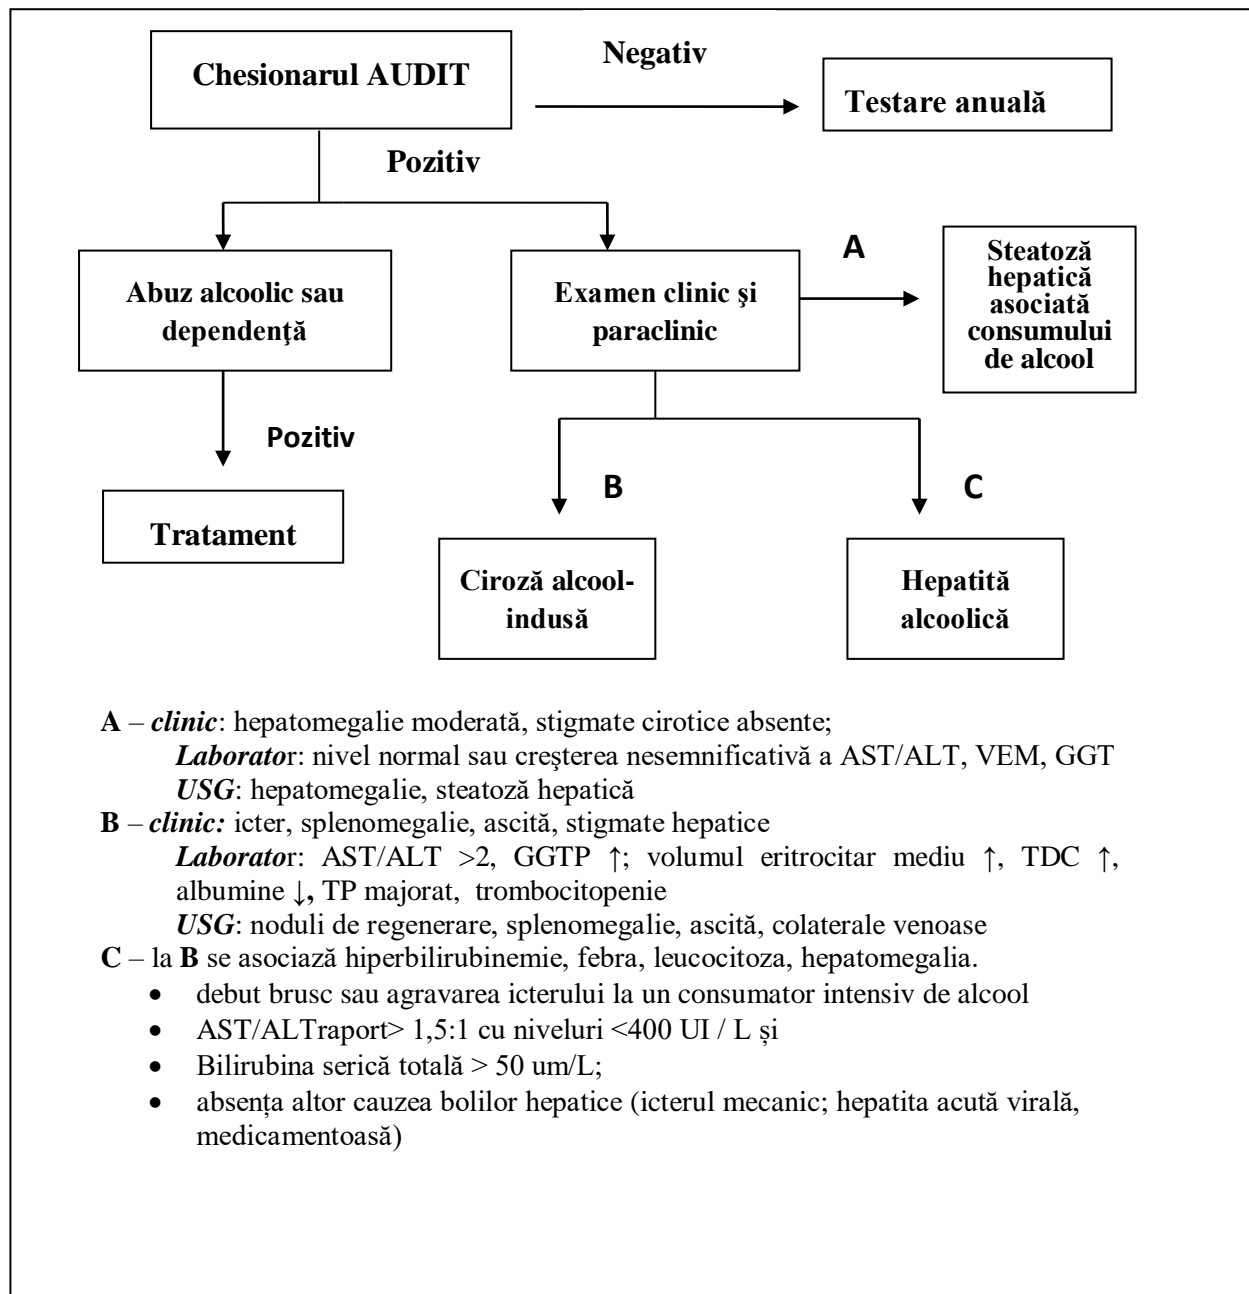 Chesionarul AUDIT
Negativ
Testare anuală
Pozitiv
Abuz alcoolic sau
dependenţă
Examen clinic şi
paraclinic
A
Steatoză
hepatică
asociată
consumului
de alcool
Pozitiv
B
C
Tratament
Ciroză alcool-
indusă
Hepatită
alcoolică
A – clinic: hepatomegalie moderată, stigmate cirotice absente;
Laborator: nivel normal sau creşterea nesemnificativă a AST/ALT, VEM, GGT
USG: hepatomegalie, steatoză hepatică
B – clinic: icter, splenomegalie, ascită, stigmate hepatice
Laborator: AST/ALT >2, GGTP ↑; volumul eritrocitar mediu ↑, TDC ↑,
albumine ↓, TP majorat, trombocitopenie
USG: noduli de regenerare, splenomegalie, ascită, colaterale venoase
C – la B se asociază hiperbilirubinemie, febra, leucocitoza, hepatomegalia.
• debut brusc sau agravarea icterului la un consumator intensiv de alcool
• AST/ALTraport> 1,5:1 cu niveluri <400 UI / L și
• Bilirubina serică totală > 50 um/L;
• absența altor cauzea bolilor hepatice (icterul mecanic; hepatita acută virală,
medicamentoasă)